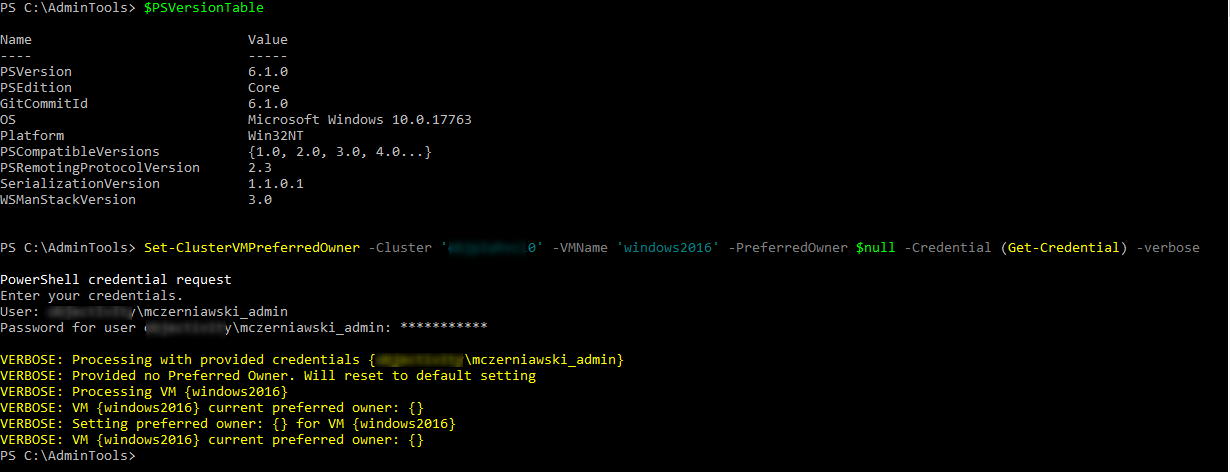 PS C:\AdminTools> $PSVersionTable
Name                           Value
----                           -----
PSVersion                      6.1.0
PSEdition                      Core
GitCommitId                    6.1.0
OS                             Microsoft Windows 10.0.17763
Platform                       Win32NT
PSCompatibleVersions           {1.0, 2.0, 3.0, 4.0...}
PSRemotingProtocolVersion      2.3
SerializationVersion           1.1.0.1
WSManStackVersion              3.0
PS C:\AdminTools> Set-ClusterVMPreferredOwner -Cluster '0' -VMName 'windows2016' -PreferredOwner $null -Credential (Get-Credential) -verbose
PowerShell credential request
Enter your credentials.
User: y\mczerniawski_admin
Password for user y\mczerniawski_admin: ***********
VERBOSE: Processing with provided credentials {\mczerniawski_admin}
VERBOSE: Provided no Preferred Owner. Will reset to default setting
VERBOSE: Processing VM {windows2016}
VERBOSE: VM {windows2016} current preferred owner: {}
VERBOSE: Setting preferred owner: {} for VM {windows2016}
VERBOSE: VM {windows2016} current preferred owner: {}
PS C:\AdminTools>